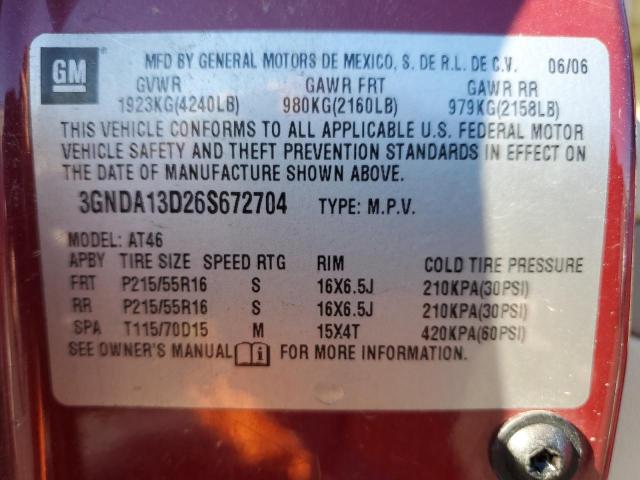 GM
MFD BY GENERAL MOTORS DE MEXICO, S. DE R.L. DE C.V. 06/06
GVWR GAWR FRT GAWR RR
1923KG(4240LB) 980KG(2160LB) 979KG(2158LB)
THIS VEHICLE CONFORMS TO ALL APPLICABLE U.S. FEDERAL MOTOR
VEHICLE SAFETY AND THEFT PREVENTION STANDARDS IN EFFECT ON
THE DATE OF MANUFACTURE SHOWN ABOVE.
3GNDA13D26S672704 TYPE: M.P.V.
MODEL: AT46
APBY TIRE SIZE SPEED RTG RIM COLD TIRE PRESSURE
FRT P215/55R16 S 16X6.5J 210KPA(30PSI)
RR P215/55R16 S 16X6.5J 210KPA(30PSI)
SPA T115/70D15 M 15X4T 420KPA(60PSI)
SEE OWNER'S MANUAL FOR MORE INFORMATION.